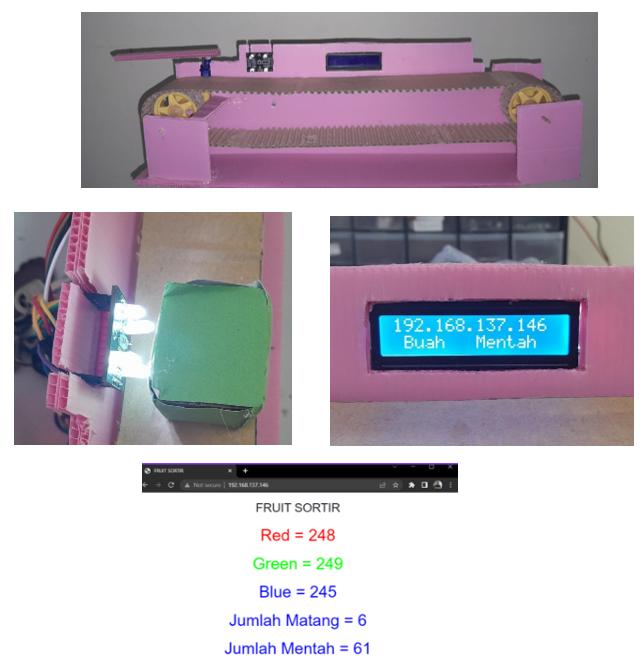 192.168.137.146
Buah Mentah
FRUIT SORTIR
Not secure | 192.168.137.146
FRUIT SORTIR
Red = 248
Green = 249
Blue = 245
Jumlah Matang = 6
Jumlah Mentah = 61